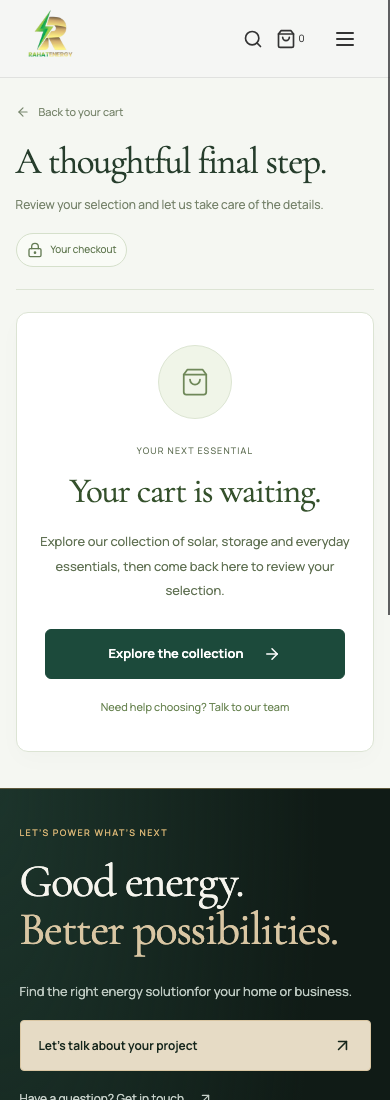 RAHAT ENERGY
0
Back to your cart
A thoughtful final step.
Review your selection and let us take care of the details.
Your checkout
YOUR NEXT ESSENTIAL
Your cart is waiting.
Explore our collection of solar, storage and everyday
essentials, then come back here to review your
selection.
Explore the collection
Need help choosing? Talk to our team
LET'S POWER WHAT'S NEXT
Good energy.
Better possibilities.
Find the right energy solutionfor your home or business.
Let's talk about your project
Have a question? Get in touch